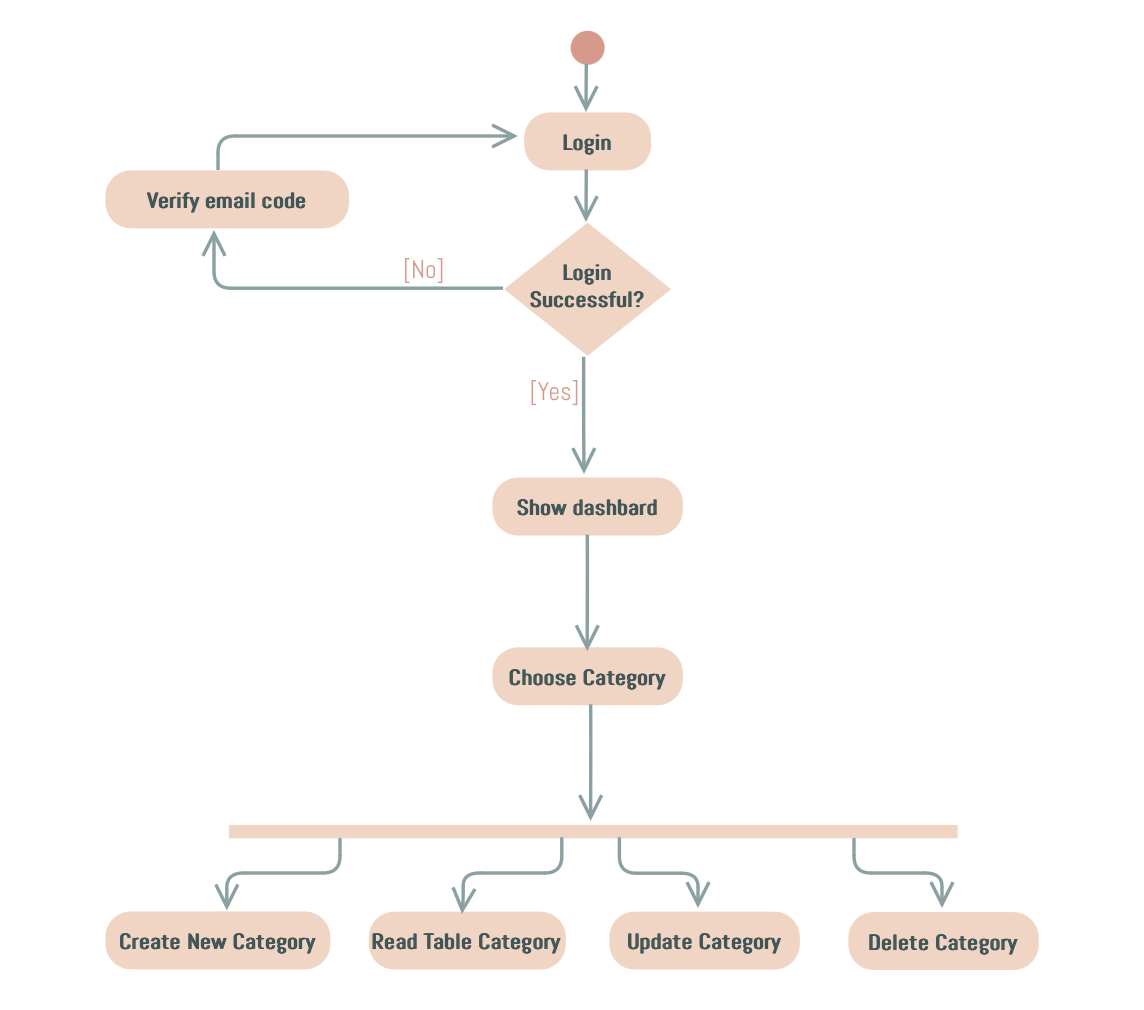 Login
Verify email code
[No]
Login
Successful?
[Yes]
Show dashbard
Choose Category
Create New Category
Read Table Category
Update Category
Delete Category